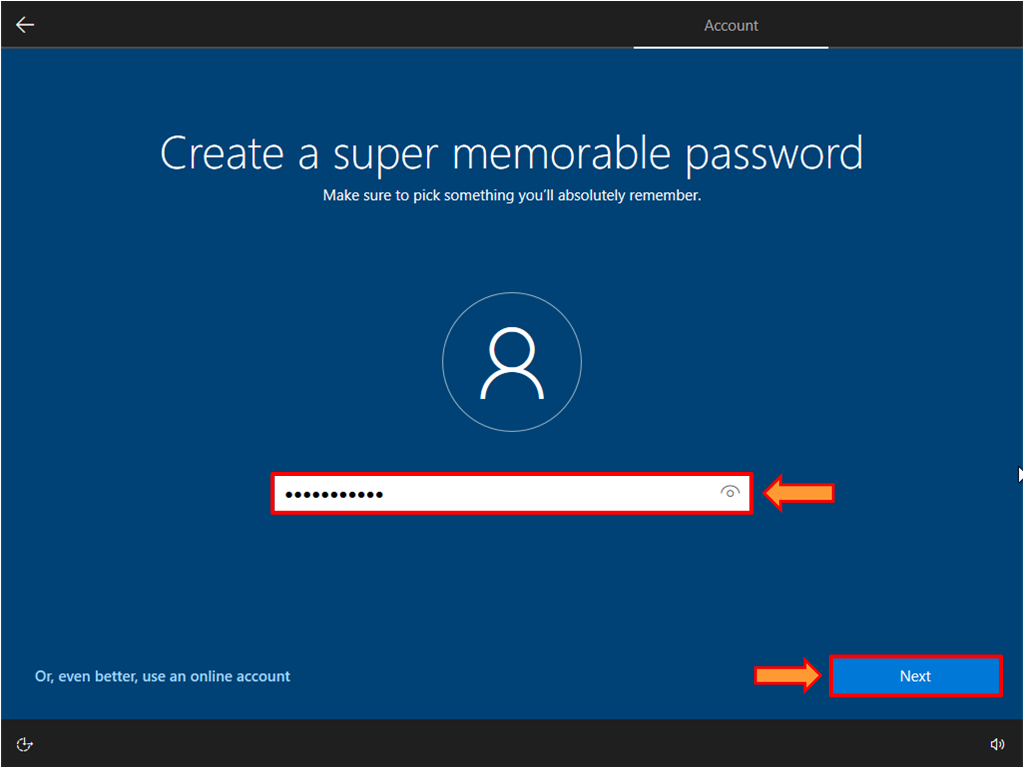 Account
Create a super memorable password
Make sure to pick something you'll absolutely remember.
•••••••••••
Or, even better, use an online account
Next